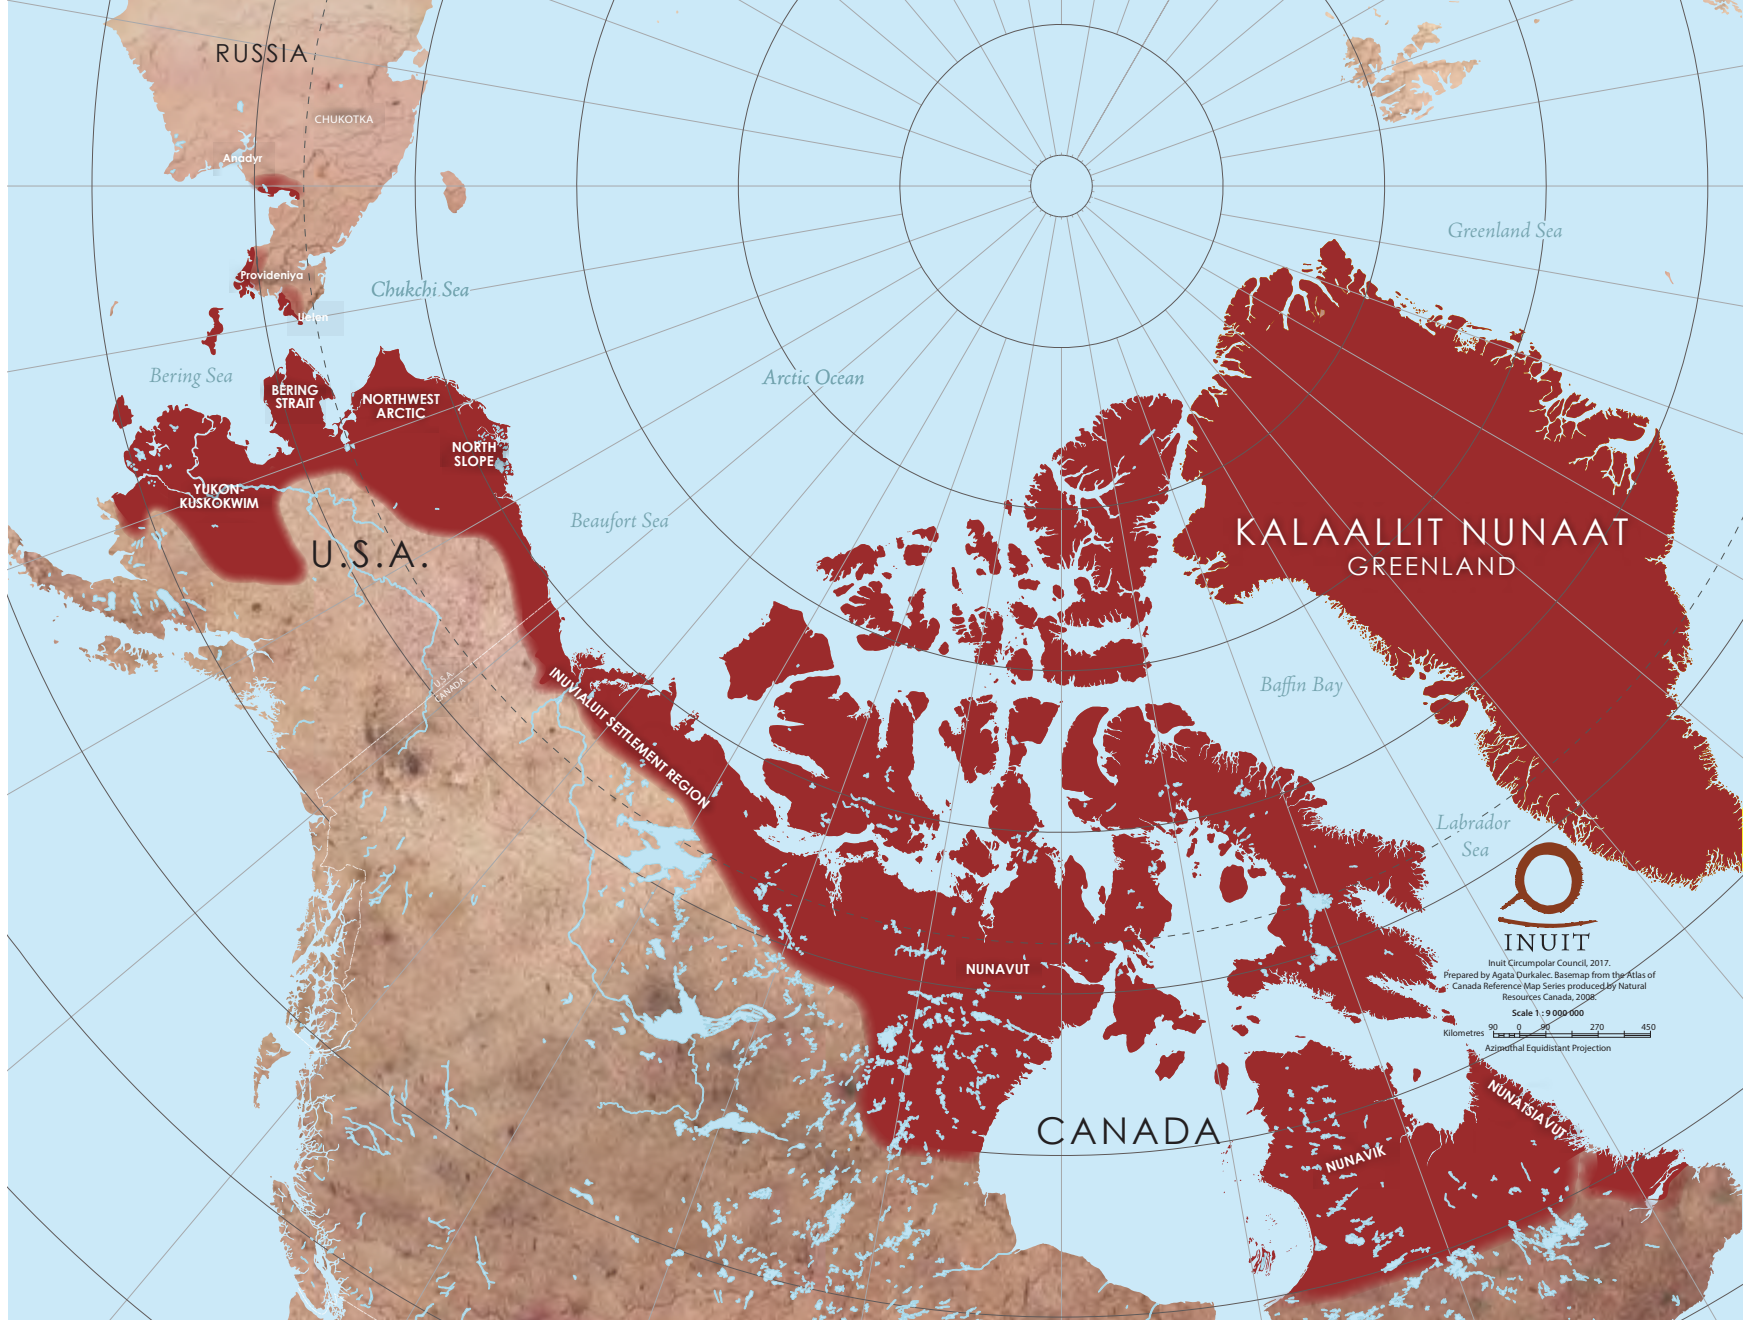 RUSSIA
CHUKOTKA
Anadyr
Provideniya
Uelen
Chukchi Sea
Bering Sea
Greenland Sea
Arctic Ocean
BERING
STRAIT
NORTHWEST
ARCTIC
NORTH
SLOPE
YUKON-
KUSKOKWIM
U.S.A.
Beaufort Sea
KALAALLIT NUNAAT
GREENLAND
U.S.A.
CANADA
INUVIALUIT SETTLEMENT REGION
Baffin Bay
Labrador
Sea
NUNAVUT
INUIT
Inuit Circumpolar Council, 2017.
Prepared by Agata Durkalec. Basemap from the Atlas of
Canada Reference Map Series produced by Natural
Resources Canada, 2008.
Scale 1 : 9 000 000
90 0 90 270 450
Kilometres
Azimuthal Equidistant Projection
CANADA
NUNATSIAVUT
NUNAVIK